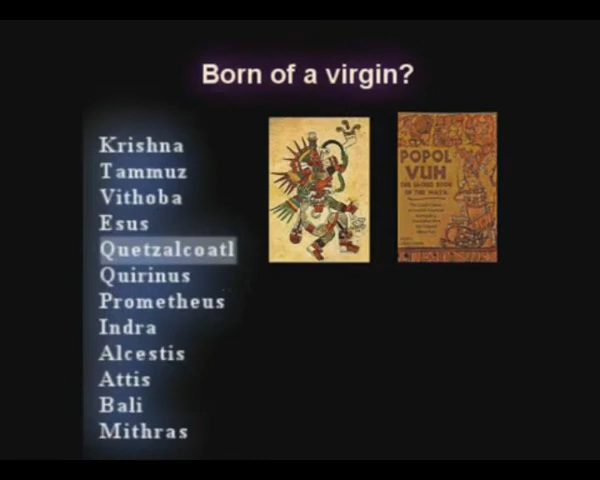 Born of a virgin?
Krishna
Tammuz
Vithoba
Esus
Quetzalcoatl
Quirinus
Prometheus
Indra
Alcestis
Attis
Bali
Mithras
POPOL
VUH
THE SACRED BOOK
OF THE MAYA